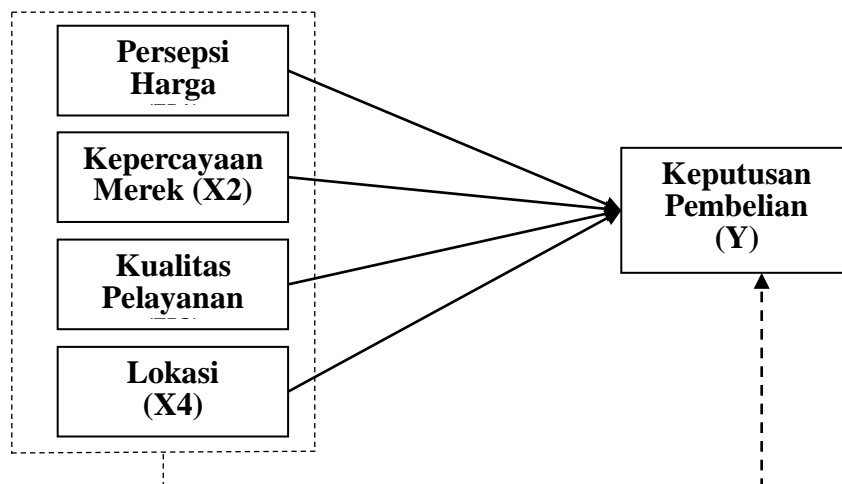 Persepsi
Harga
Kepercayaan
Merek (X2)
Kualitas
Pelayanan
Lokasi
(X4)
Keputusan
Pembelian
(Y)